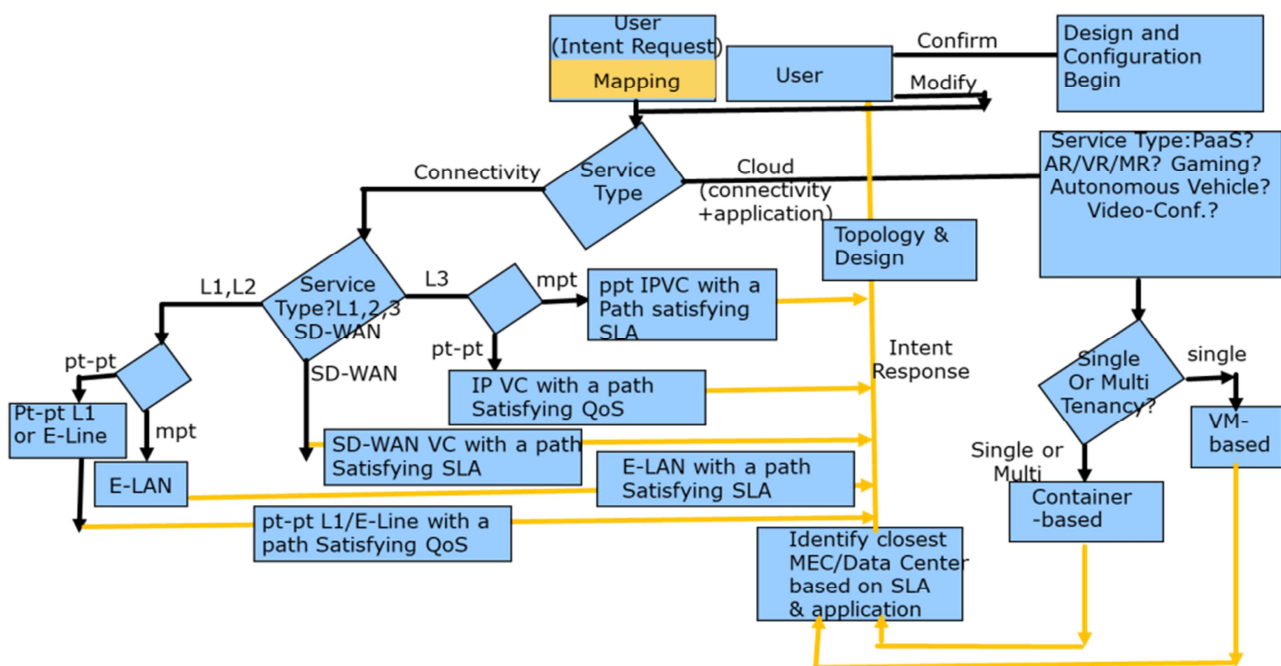 User
(Intent Request)
Mapping
User
Confirm
Modify
Design and
Configuration
Begin
Service
Type
Connectivity
Cloud
(connectivity
+application)
Service Type:PaaS?
AR/VR/MR? Gaming?
Autonomous Vehicle?
Video-Conf.?
Topology &
Design
L1,L2
Service
Type?L1,2,3
SD-WAN
L3
mpt
ppt IPVC with a
Path satisfying
SLA
pt-pt
SD-WAN
pt-pt
IP VC with a path
Satisfying QoS
Intent
Response
Single
Or Multi
Tenancy?
single
Pt-pt L1
or E-Line
mpt
VM-
based
SD-WAN VC with a path
Satisfying SLA
E-LAN with a path
Satisfying SLA
Single or
Multi
E-LAN
Container
-based
pt-pt L1/E-Line with a
path Satisfying QoS
Identify closest
MEC/Data Center
based on SLA
& application